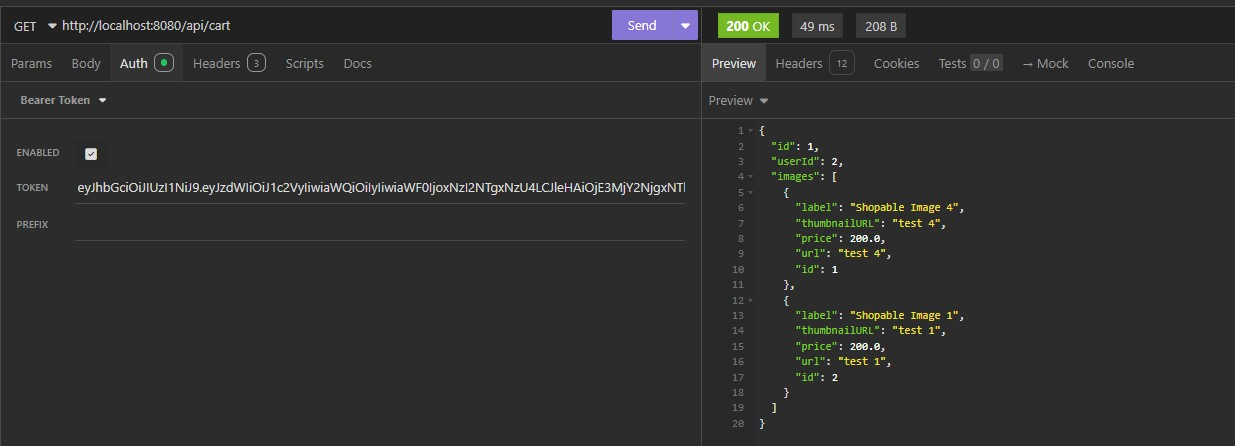 GET http://localhost:8080/api/cart Send
Params Body Auth Headers 3 Scripts Docs
Bearer Token
ENABLED
TOKEN eyJhbGciOiJIUzI1NiJ9.eyJzdWIiOiJ1c2VyIiwiaWQiOiIyIiwiaWF0IjoxNzI2NTgxNzU4LCJleHAiOjE3MjY2NjgxNTl
PREFIX
200 OK 49 ms 208 B
Preview Headers 12 Cookies Tests 0 / 0 → Mock Console
Preview
1 {
2 "id": 1,
3 "userId": 2,
4 "images": [
5 {
6 "label": "Shopable Image 4",
7 "thumbnailURL": "test 4",
8 "price": 200.0,
9 "url": "test 4",
10 "id": 1
11 },
12 {
13 "label": "Shopable Image 1",
14 "thumbnailURL": "test 1",
15 "price": 200.0,
16 "url": "test 1",
17 "id": 2
18 }
19 ]
20 }